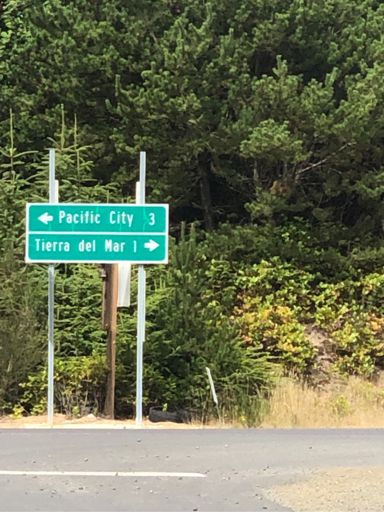 ← Pacific City 3
Tierra del Mar 1 →